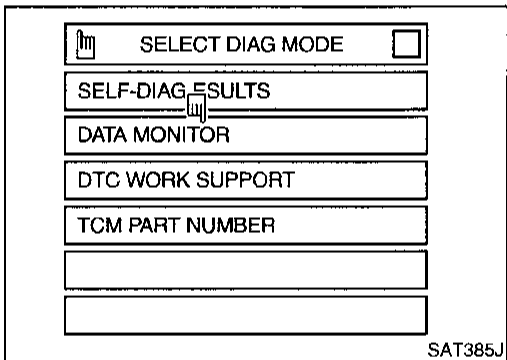 SELECT DIAG MODE
SELF-DIAG ESULTS
DATA MONITOR
DTC WORK SUPPORT
TCM PART NUMBER
SAT385J